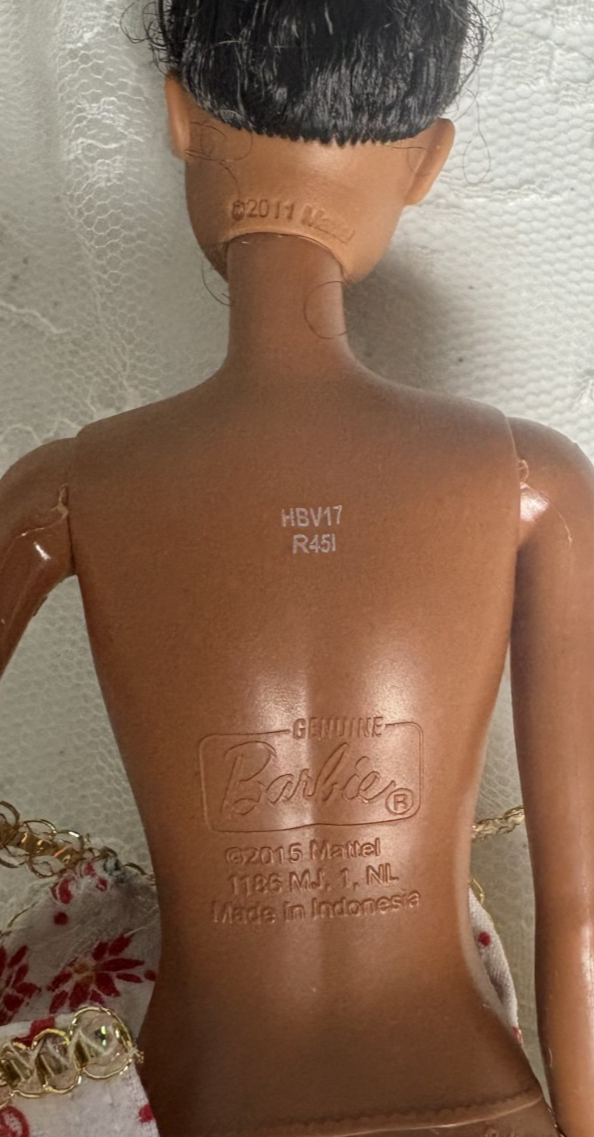 ©2011 Mattel
HBV17
R45I
GENUINE
Barbie®
©2015 Mattel
1186 MJ, 1, NL
Made in Indonesia